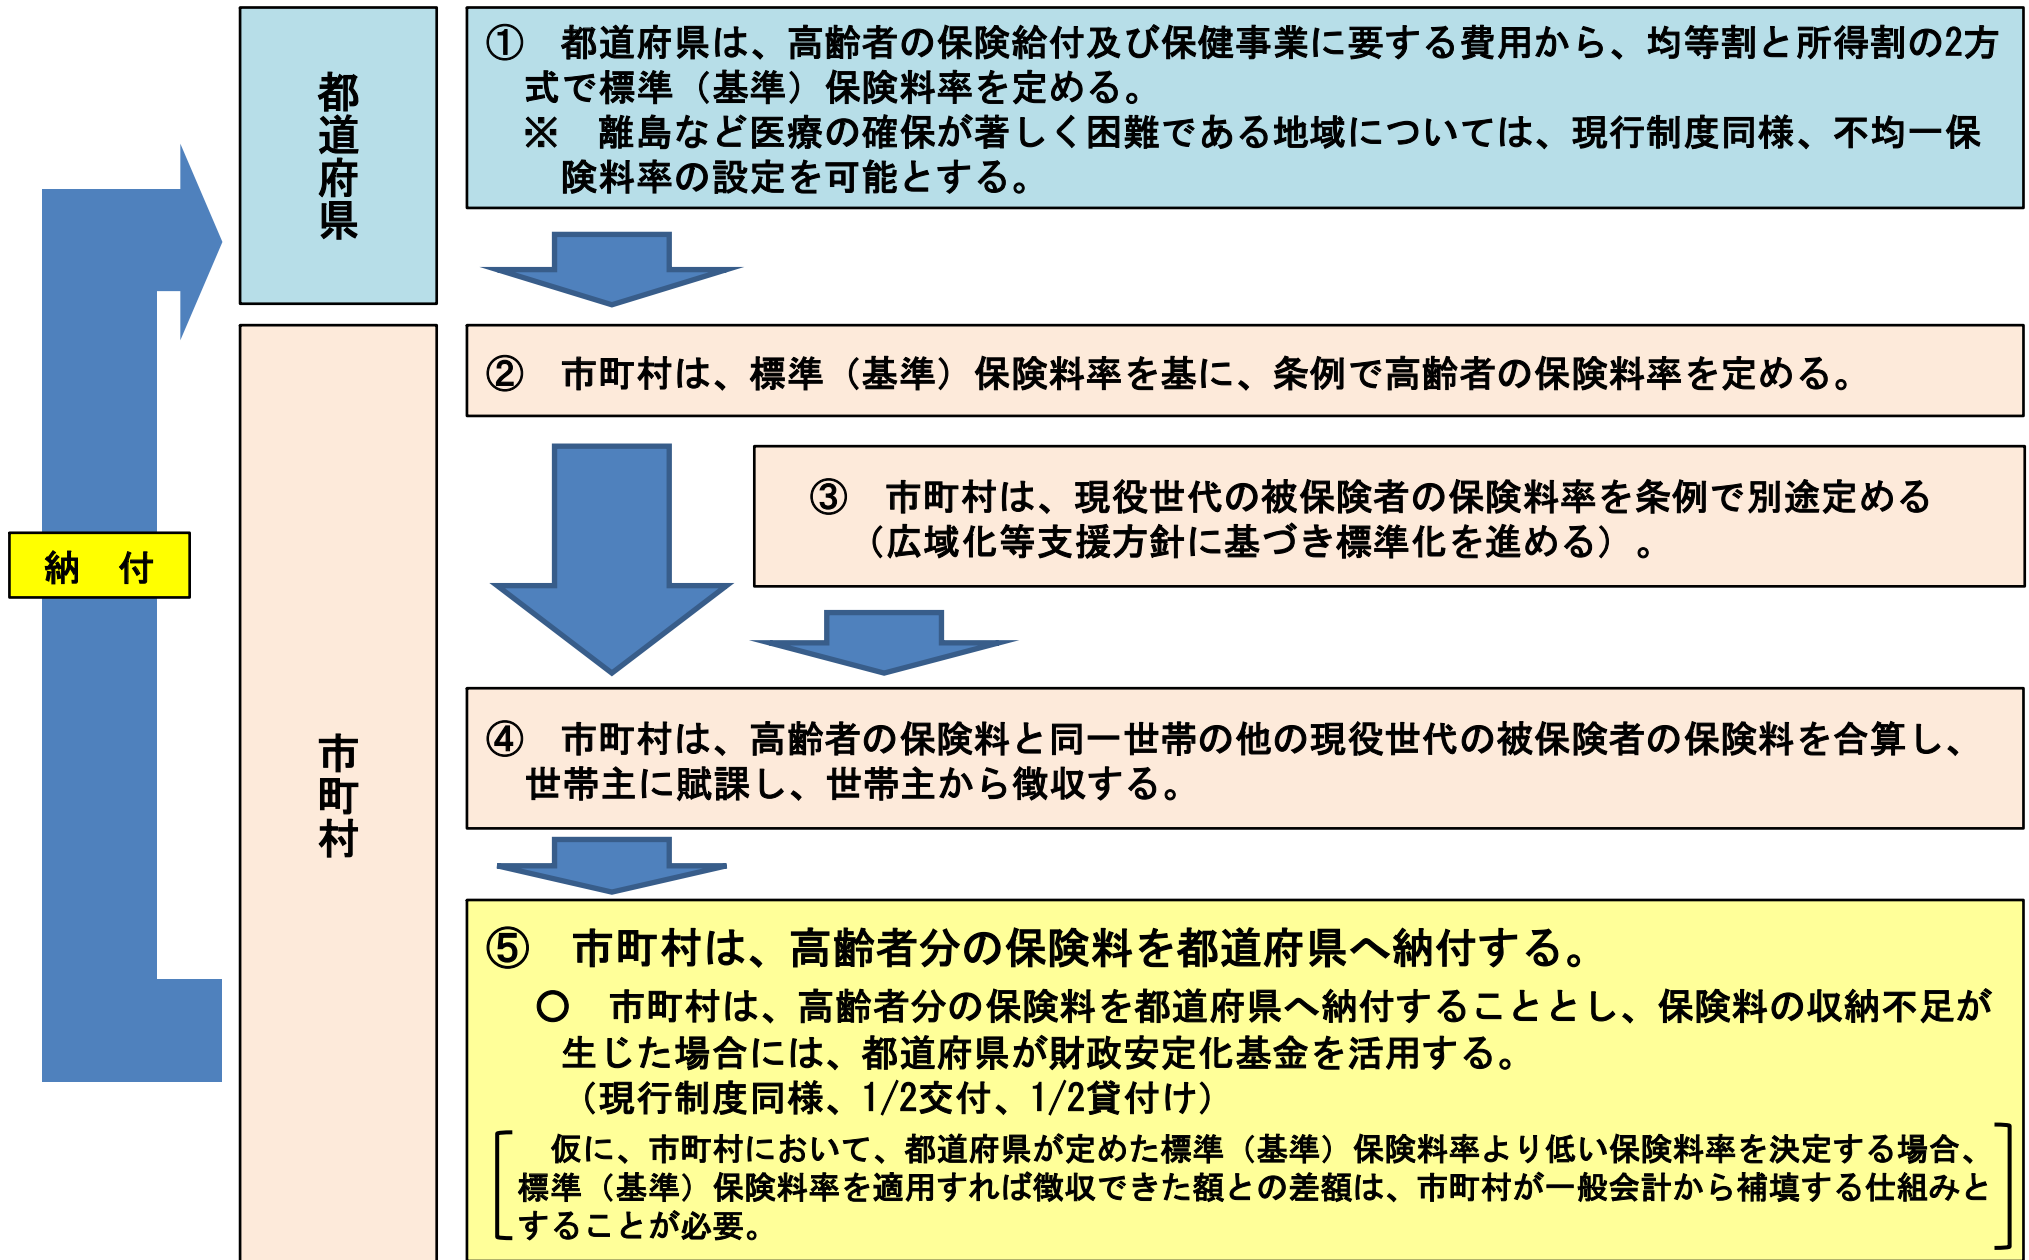 都道府県
① 都道府県は、高齢者の保険給付及び保健事業に要する費用から、均等割と所得割の2方
式で標準（基準）保険料率を定める。
※ 離島など医療の確保が著しく困難である地域については、現行制度同様、不均一保
険料率の設定を可能とする。
市町村
② 市町村は、標準（基準）保険料率を基に、条例で高齢者の保険料率を定める。
③ 市町村は、現役世代の被保険者の保険料率を条例で別途定める
（広域化等支援方針に基づき標準化を進める）。
納 付
④ 市町村は、高齢者の保険料と同一世帯の他の現役世代の被保険者の保険料を合算し、
世帯主に賦課し、世帯主から徴収する。
⑤ 市町村は、高齢者分の保険料を都道府県へ納付する。
○ 市町村は、高齢者分の保険料を都道府県へ納付することとし、保険料の収納不足が
生じた場合には、都道府県が財政安定化基金を活用する。
（現行制度同様、1/2交付、1/2貸付け）
仮に、市町村において、都道府県が定めた標準（基準）保険料率より低い保険料率を決定する場合、
標準（基準）保険料率を適用すれば徴収できた額との差額は、市町村が一般会計から補填する仕組みと
することが必要。